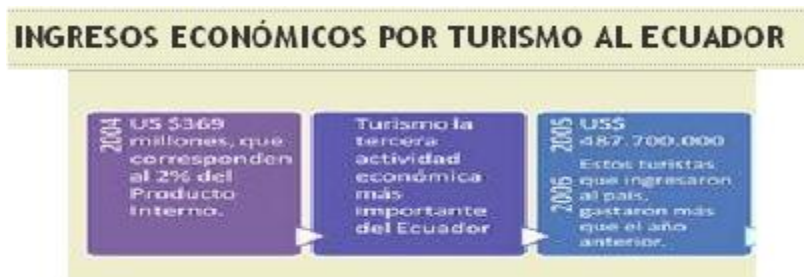 INGRESOS ECONÓMICOS POR TURISMO AL ECUADOR
2004
US $369
millones, que
corresponden
al 2% del
Producto
Interno.
Turismo la
tercera
actividad
económica
más
importante
del Ecuador
2005
US$
487.700.000
2006
Estos turistas
que ingresaron
al país,
gastaron más
que el año
anterior.